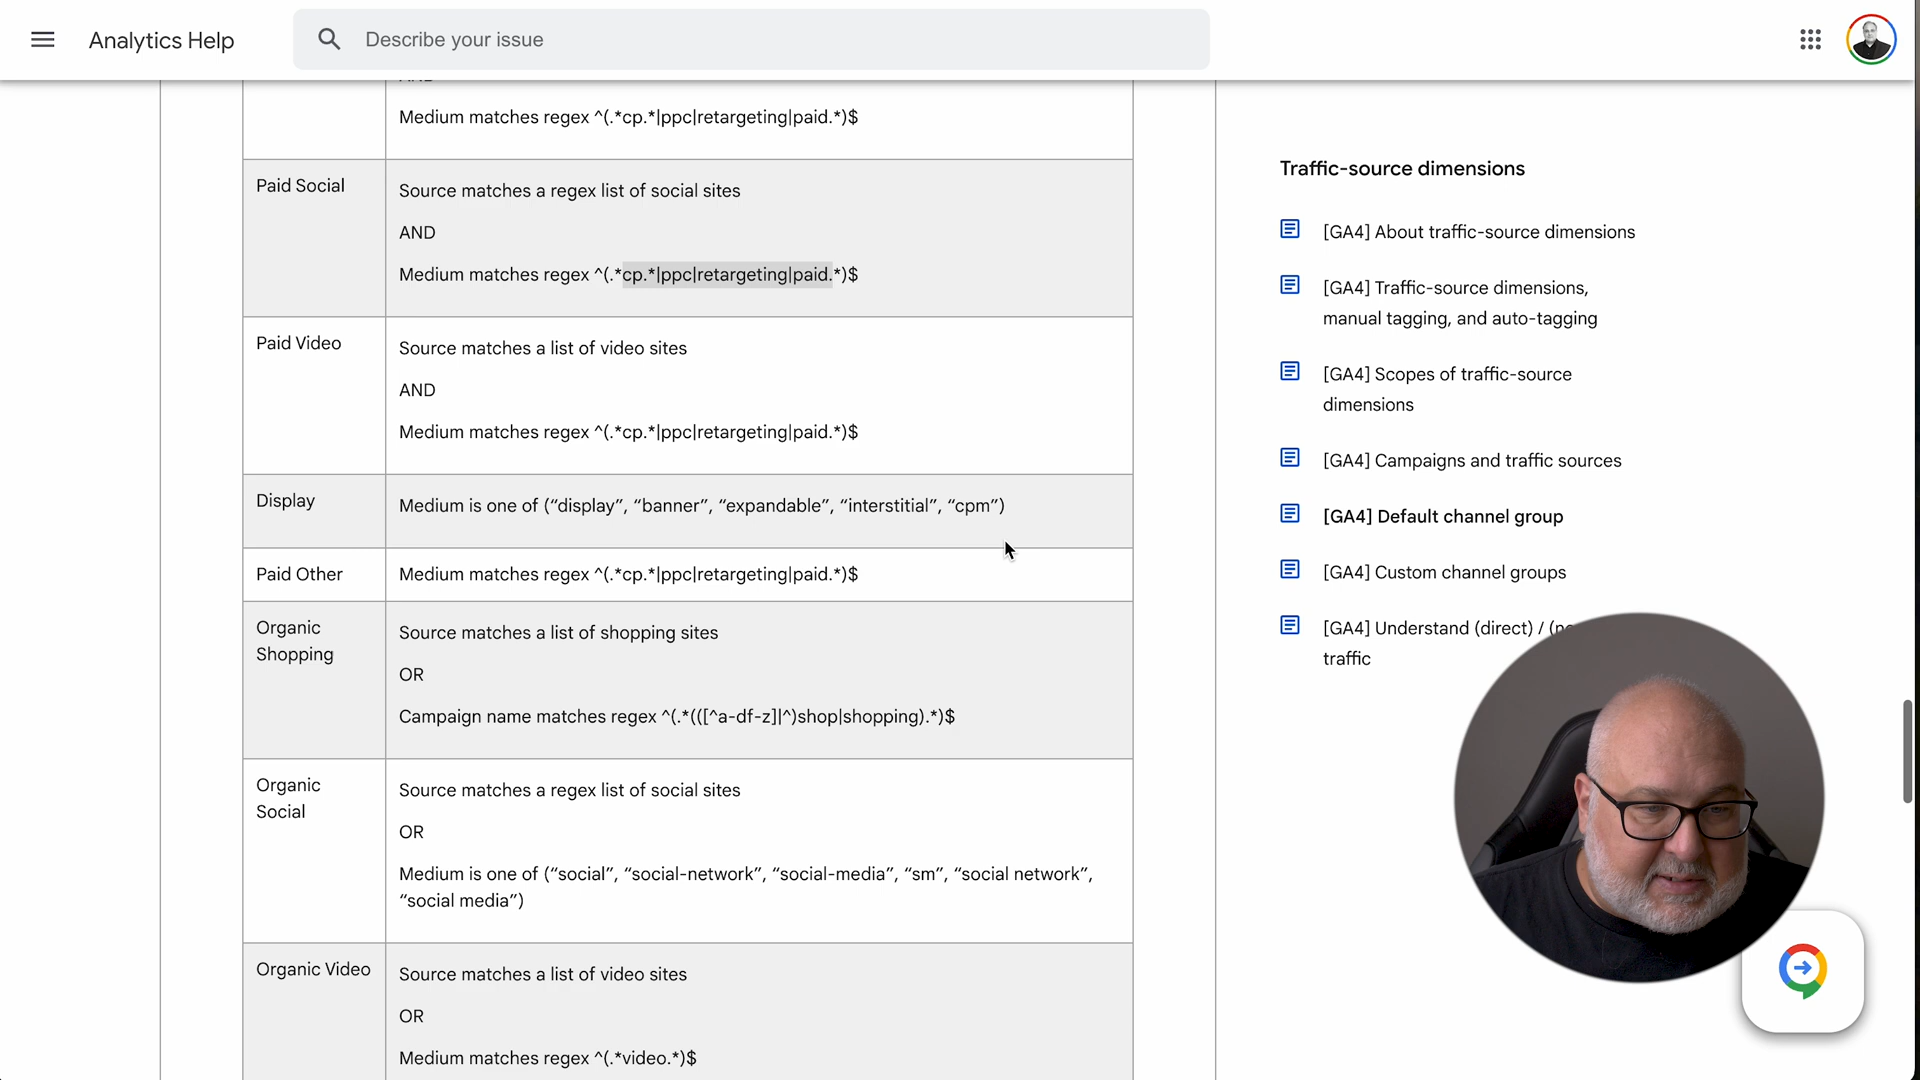 Analytics Help
Describe your issue
Medium matches regex ^(.*cp.*|ppc|retargeting|paid.*)$
Paid Social
Source matches a regex list of social sites
AND
Medium matches regex ^(.*cp.*|ppc|retargeting|paid.*)$
Paid Video
Source matches a list of video sites
AND
Medium matches regex ^(.*cp.*|ppc|retargeting|paid.*)$
Display
Medium is one of (“display”, “banner”, “expandable”, “interstitial”, “cpm”)
Paid Other
Medium matches regex ^(.*cp.*|ppc|retargeting|paid.*)$
Organic
Shopping
Source matches a list of shopping sites
OR
Campaign name matches regex ^(.*(([^a-df-z]|^)shop|shopping).*)$
Organic
Social
Source matches a regex list of social sites
OR
Medium is one of (“social”, “social-network”, “social-media”, “sm”, “social network”,
“social media”)
Organic Video
Source matches a list of video sites
OR
Medium matches regex ^(.*video.*)$
Traffic-source dimensions
[GA4] About traffic-source dimensions
[GA4] Traffic-source dimensions,
manual tagging, and auto-tagging
[GA4] Scopes of traffic-source
dimensions
[GA4] Campaigns and traffic sources
[GA4] Default channel group
[GA4] Custom channel groups
[GA4] Understand (direct) /
traffic